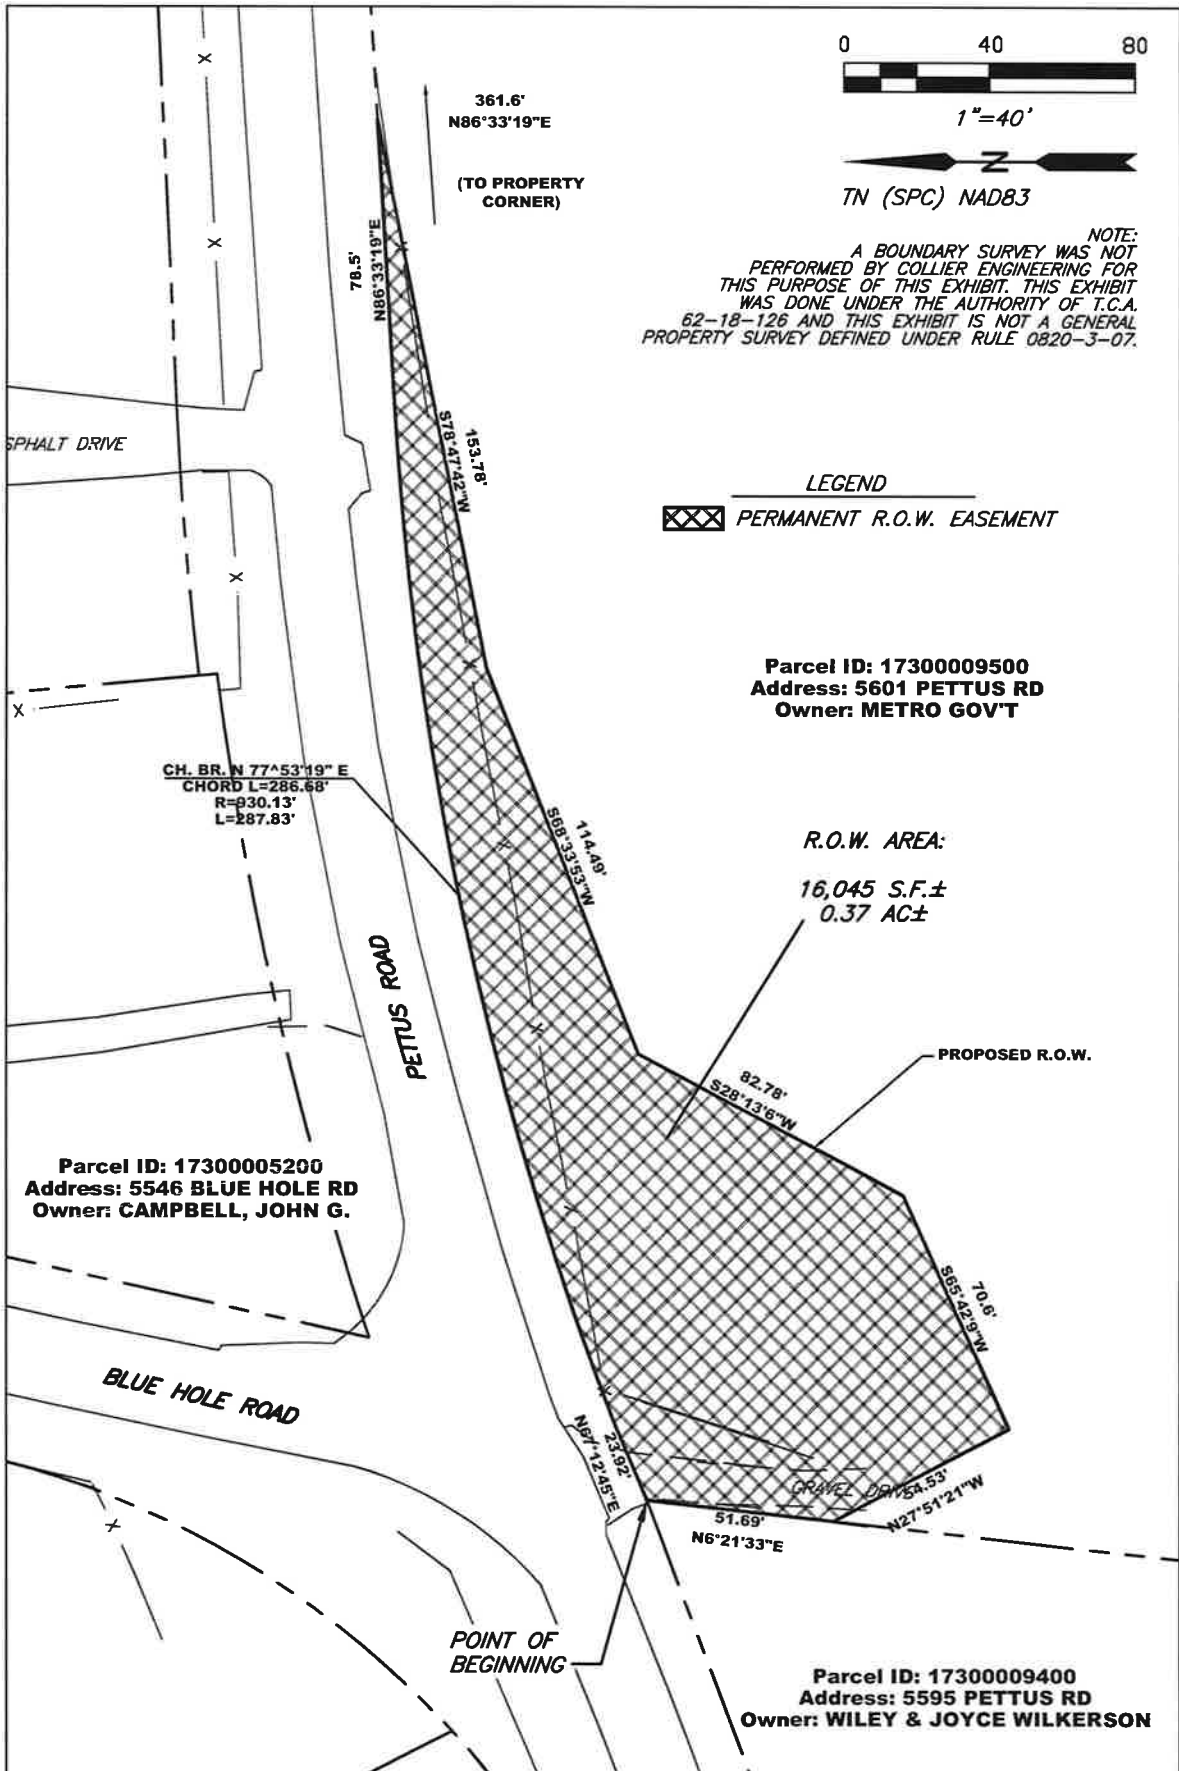 0 40 80
1"=40'
N
TN (SPC) NAD83
361.6'
N86°33'19"E
(TO PROPERTY
CORNER)
NOTE:
A BOUNDARY SURVEY WAS NOT
PERFORMED BY COLLIER ENGINEERING FOR
THIS PURPOSE OF THIS EXHIBIT. THIS EXHIBIT
WAS DONE UNDER THE AUTHORITY OF T.C.A.
62-18-126 AND THIS EXHIBIT IS NOT A GENERAL
PROPERTY SURVEY DEFINED UNDER RULE 0820-3-07.
78.5'
N86°33'19"E
SPHALT DRIVE
153.78'
S78°47'42"W
LEGEND
PERMANENT R.O.W. EASEMENT
Parcel ID: 17300009500
Address: 5601 PETTUS RD
Owner: METRO GOV'T
CH. BR. N 77^53'19" E
CHORD L=286.68'
R=930.13'
L=287.83'
114.49'
S68°33'53"W
R.O.W. AREA:
16,045 S.F.±
0.37 AC±
PETTUS ROAD
PROPOSED R.O.W.
82.78'
S28°13'6"W
Parcel ID: 17300005200
Address: 5546 BLUE HOLE RD
Owner: CAMPBELL, JOHN G.
70.6'
S65°42'9"W
BLUE HOLE ROAD
23.92'
N67°12'45"E
GRAVEL DRIVE
54.53'
N27°51'21"W
51.69'
N6°21'33"E
POINT OF
BEGINNING
Parcel ID: 17300009400
Address: 5595 PETTUS RD
Owner: WILEY & JOYCE WILKERSON